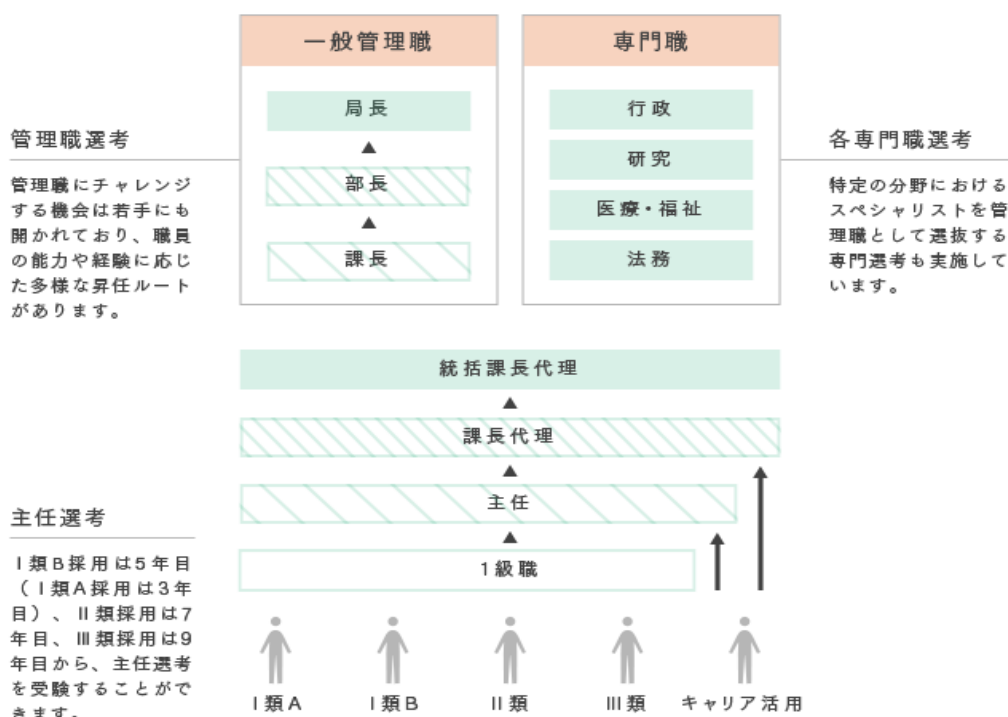 一般管理職
専門職
局長
部長
課長
行政
研究
医療・福祉
法務
管理職選考
管理職にチャレンジ
する機会は若手にも
開かれており、職員
の能力や経験に応じ
た多様な昇任ルート
があります。
各専門職選考
特定の分野における
スペシャリストを管
理職として選抜する
専門選考も実施して
います。
統括課長代理
課長代理
主任
1級職
主任選考
I類B採用は5年目
(I類A採用は3年
目)、II類採用は7
年目、III類採用は9
年目から、主任選考
を受験することがで
きます。
I類A
I類B
II類
III類
キャリア活用